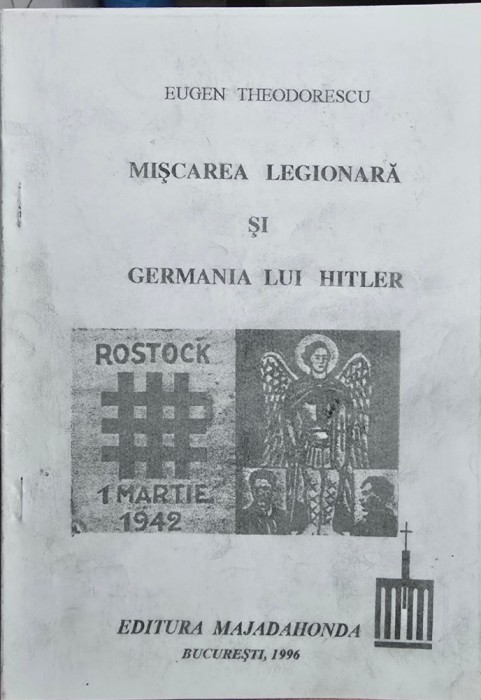 EUGEN THEODORESCU
MIŞCAREA LEGIONARĂ
ŞI
GERMANIA LUI HITLER
ROSTOCK
1 MARTIE
1942
EDITURA MAJADAHONDA
BUCUREŞTI, 1996